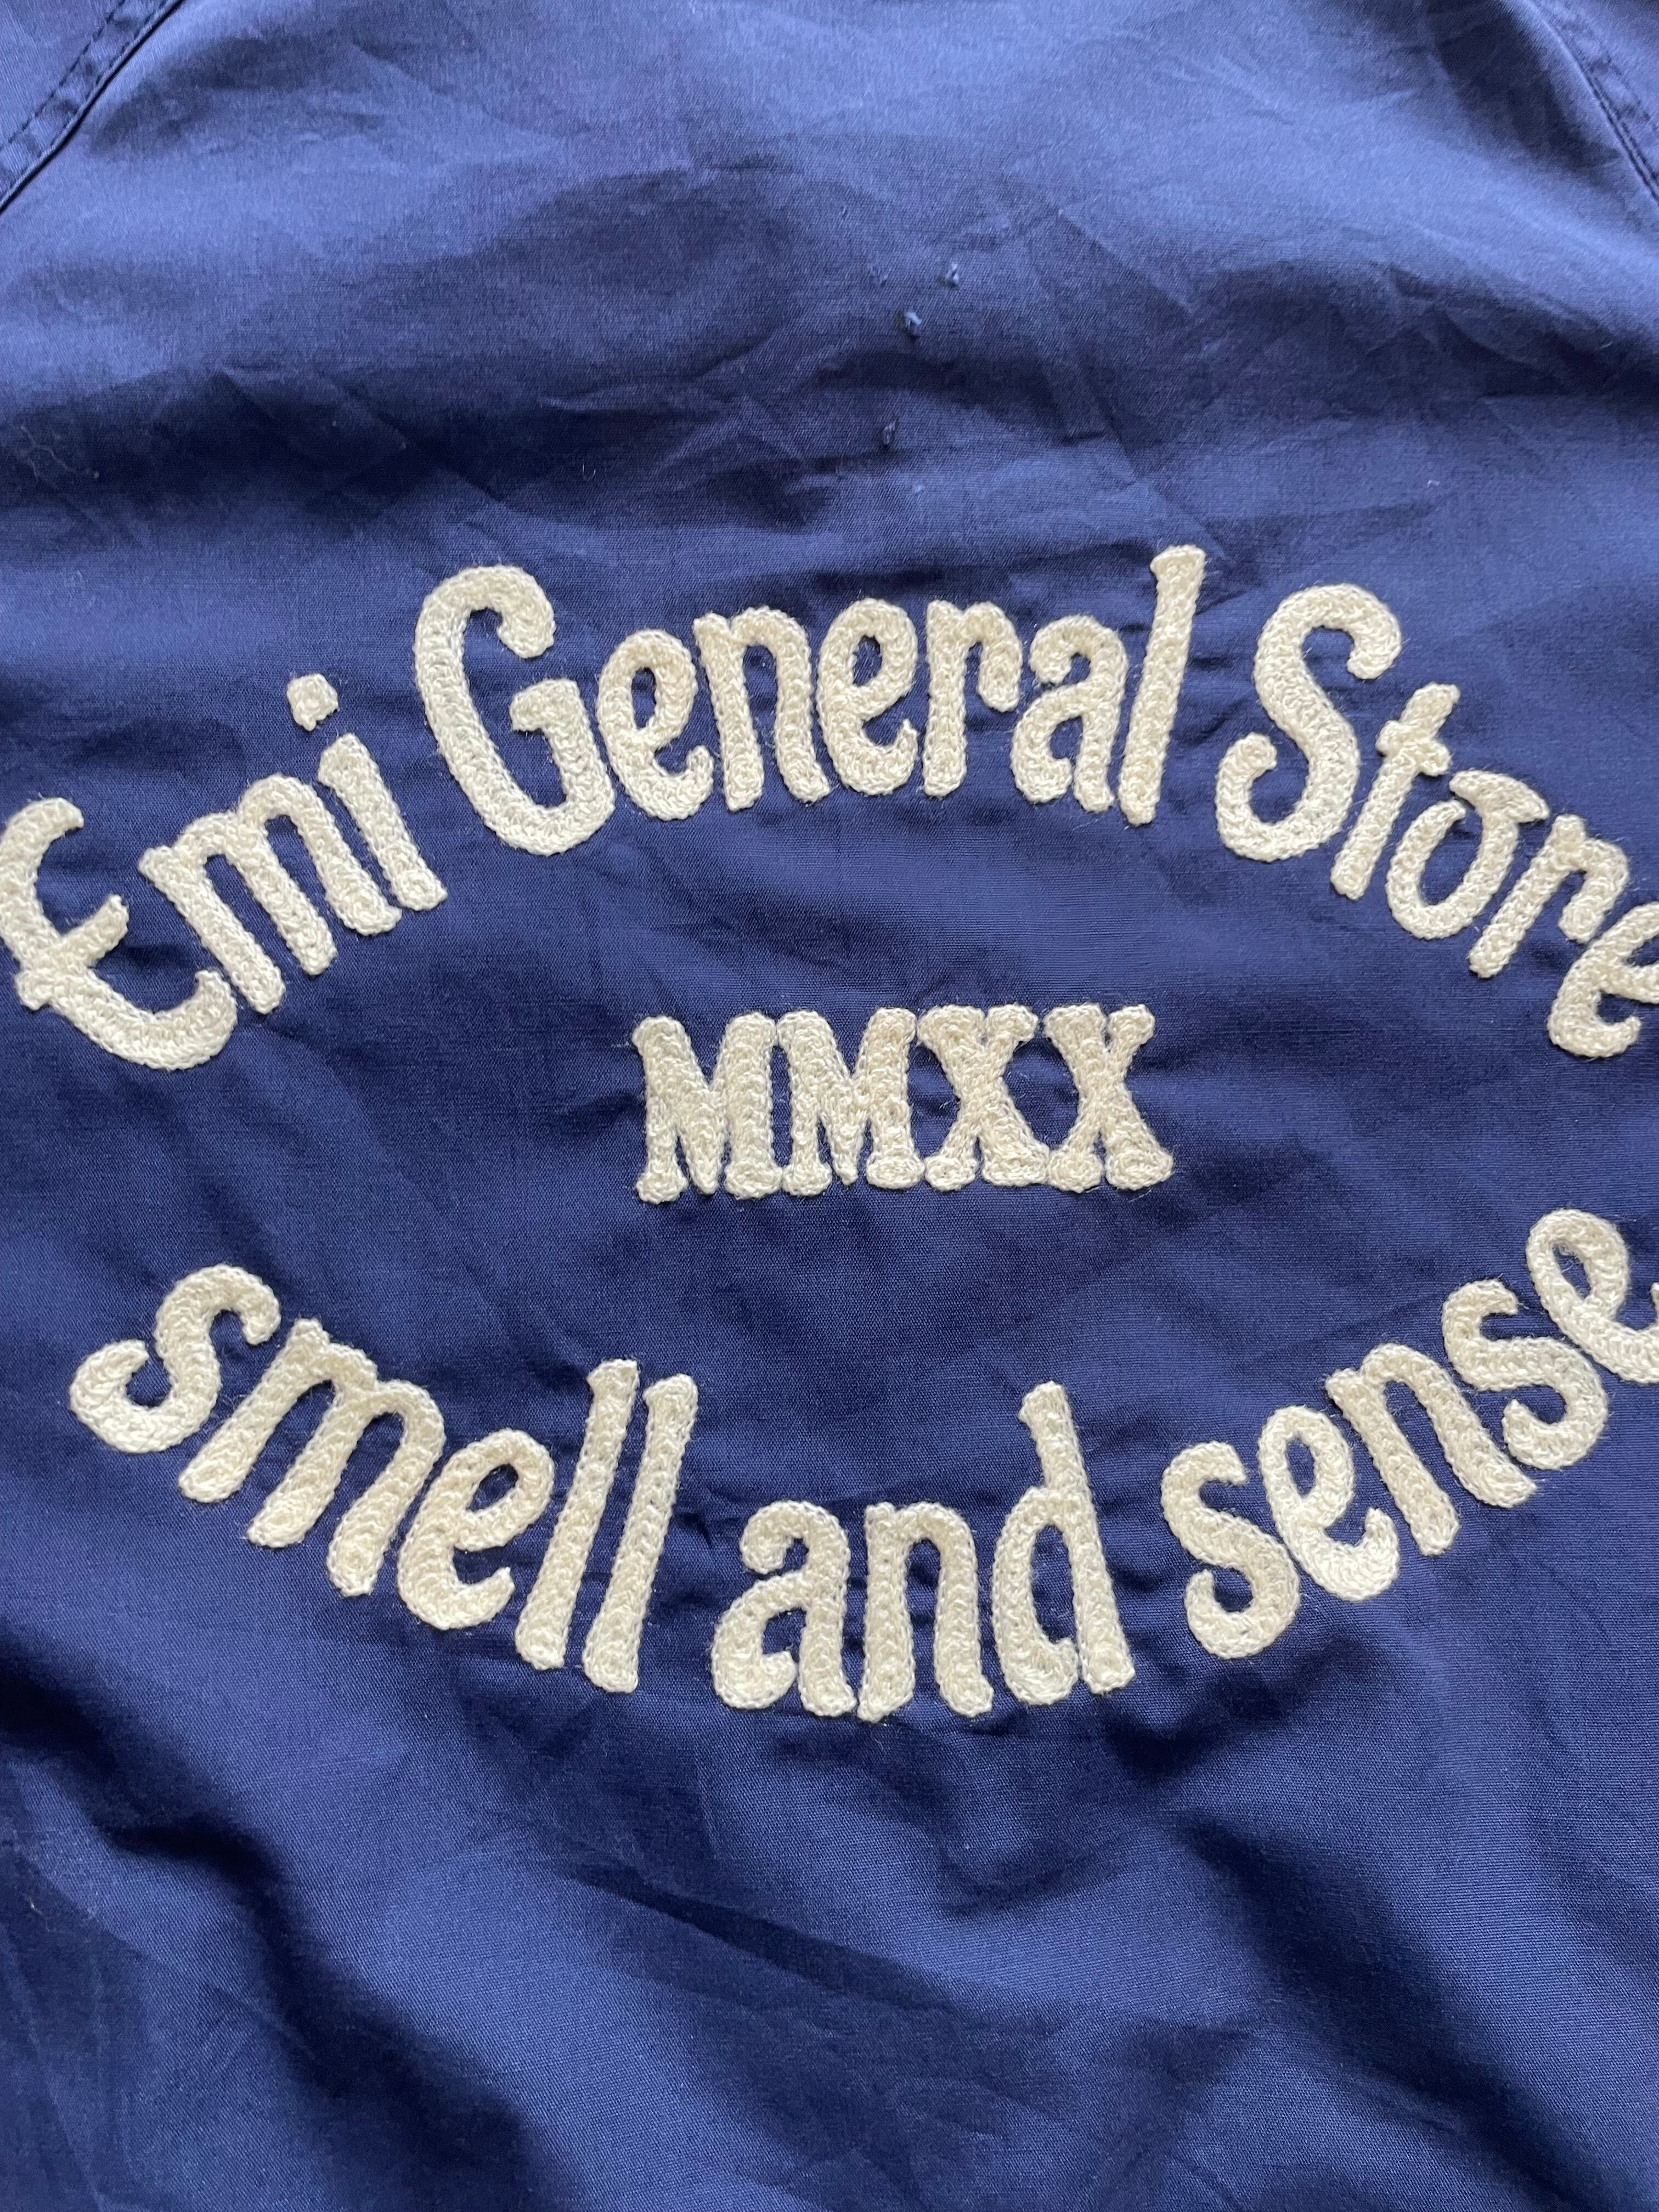 Emi General Store
MMXX
smell and sense